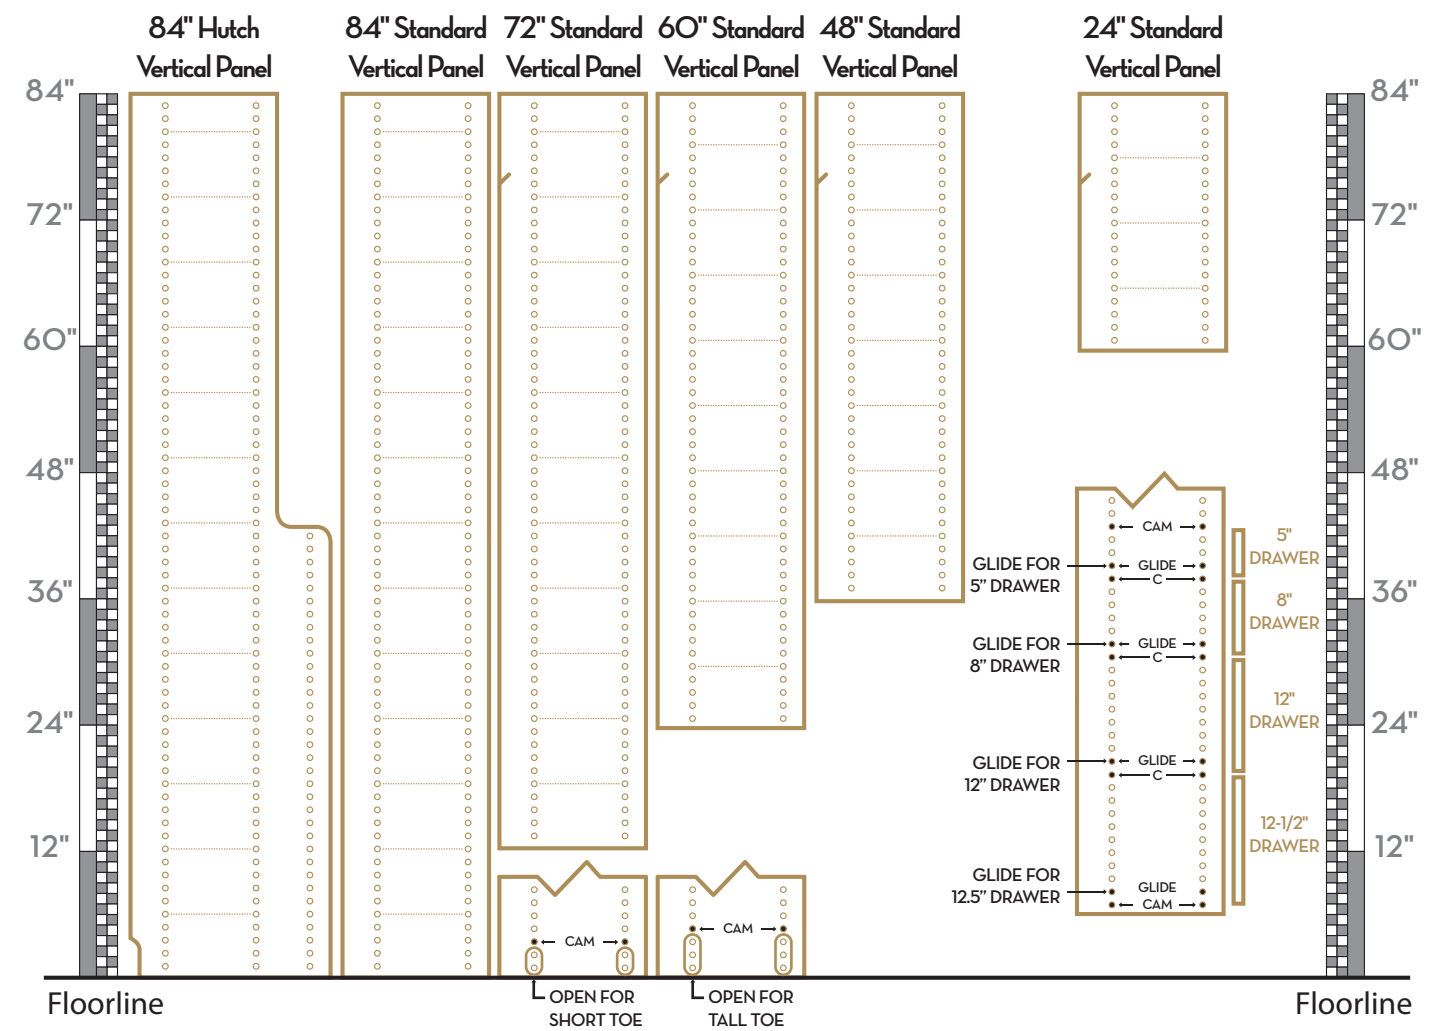 84" Hutch
Vertical Panel
84" Standard
Vertical Panel
72" Standard
Vertical Panel
60" Standard
Vertical Panel
48" Standard
Vertical Panel
24" Standard
Vertical Panel
84"
72"
60"
48"
36"
24"
12"
84"
72"
60"
48"
36"
24"
12"
CAM
GLIDE FOR
5” DRAWER
GLIDE
C
5"
DRAWER
8"
DRAWER
GLIDE FOR
8” DRAWER
GLIDE
C
12"
DRAWER
GLIDE FOR
12” DRAWER
GLIDE
C
12-1/2"
DRAWER
GLIDE FOR
12.5” DRAWER
GLIDE
CAM
CAM
CAM
OPEN FOR
SHORT TOE
OPEN FOR
TALL TOE
Floorline
Floorline